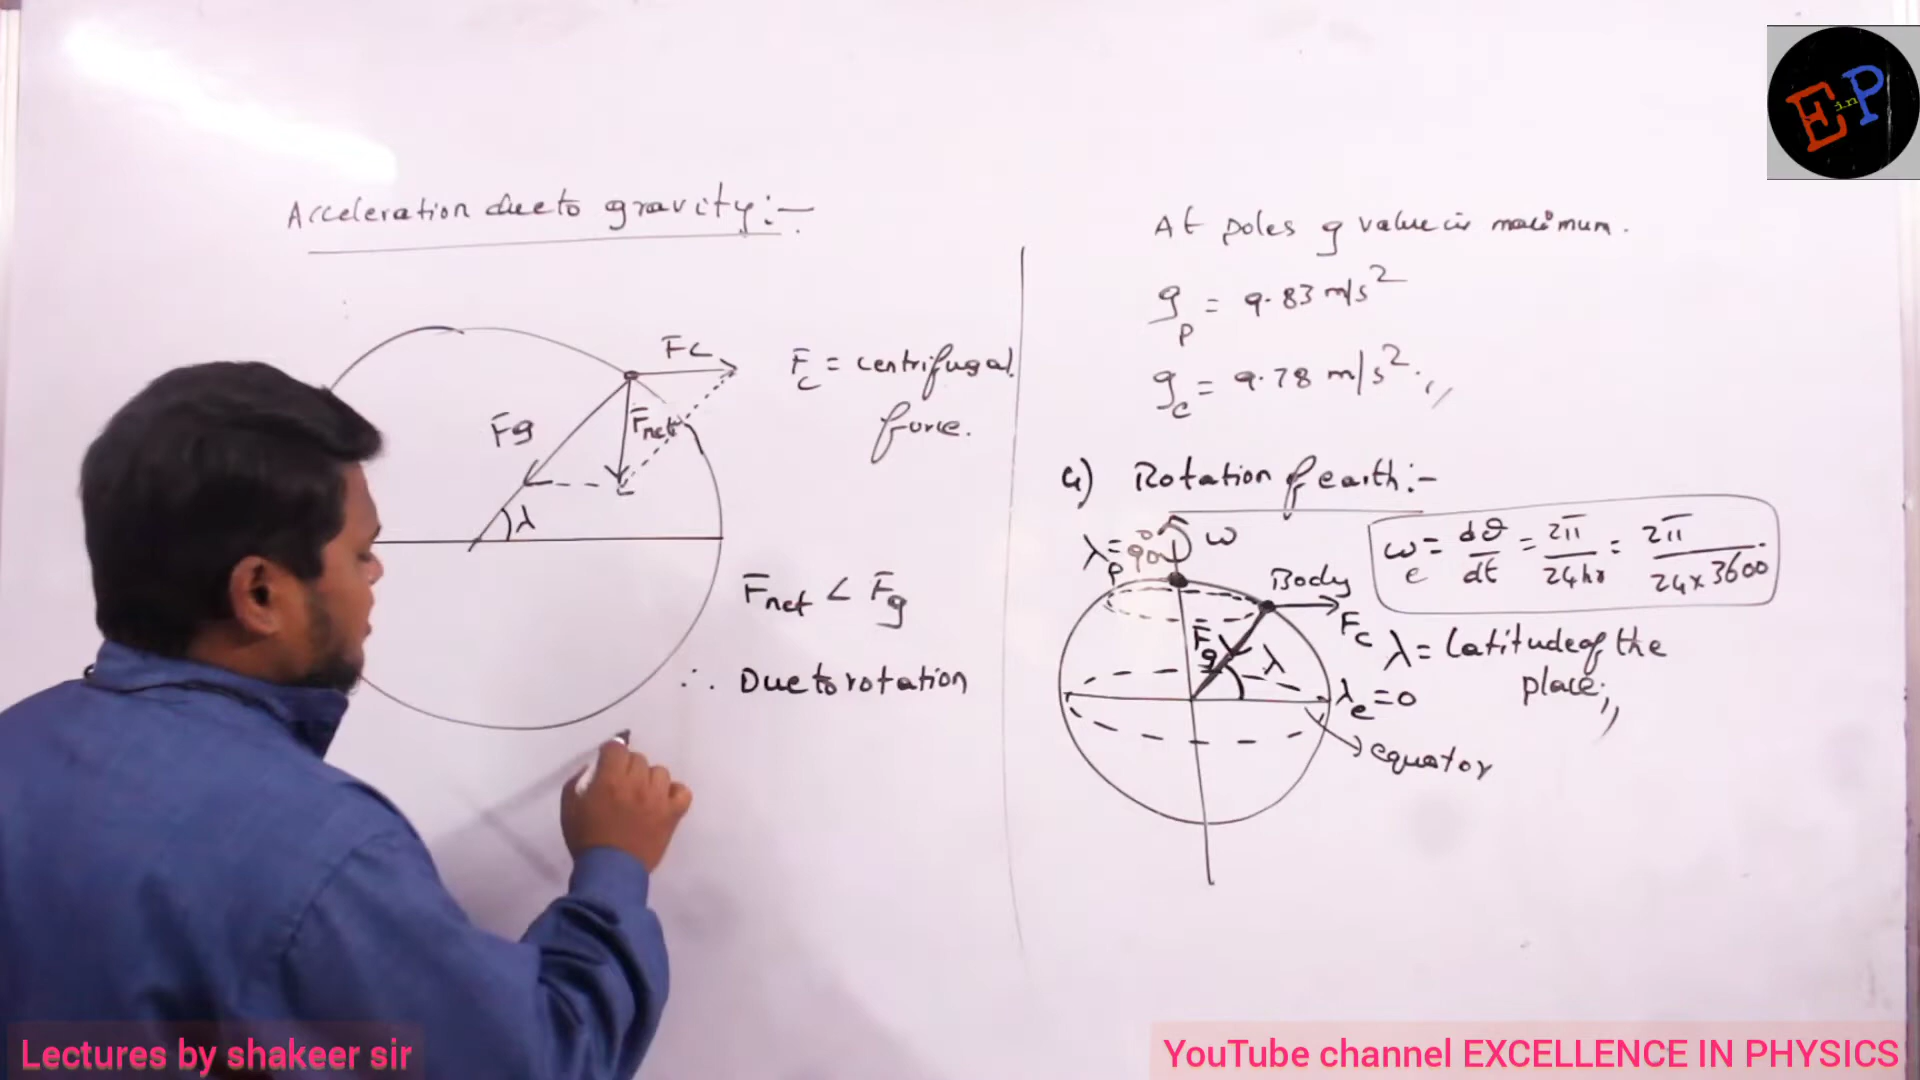 Acceleration due to gravity:-
Fc
Fg
Fnet
λ
Fc = centrifugal
force.
Fnet < Fg
∴ Due to rotation
At poles g value is maximum.
gp = 9.83 m/s²
ge = 9.78 m/s².,,
4) Rotation of earth:-
λp = 90°
ω
Body
Fc
Fg
λ
λe = 0
equator
ωe = dθ/dt = 2π/24hr = 2π/24×3600
λ = Latitude of the
place,,
E in P
Lectures by shakeer sir
YouTube channel EXCELLENCE IN PHYSICS